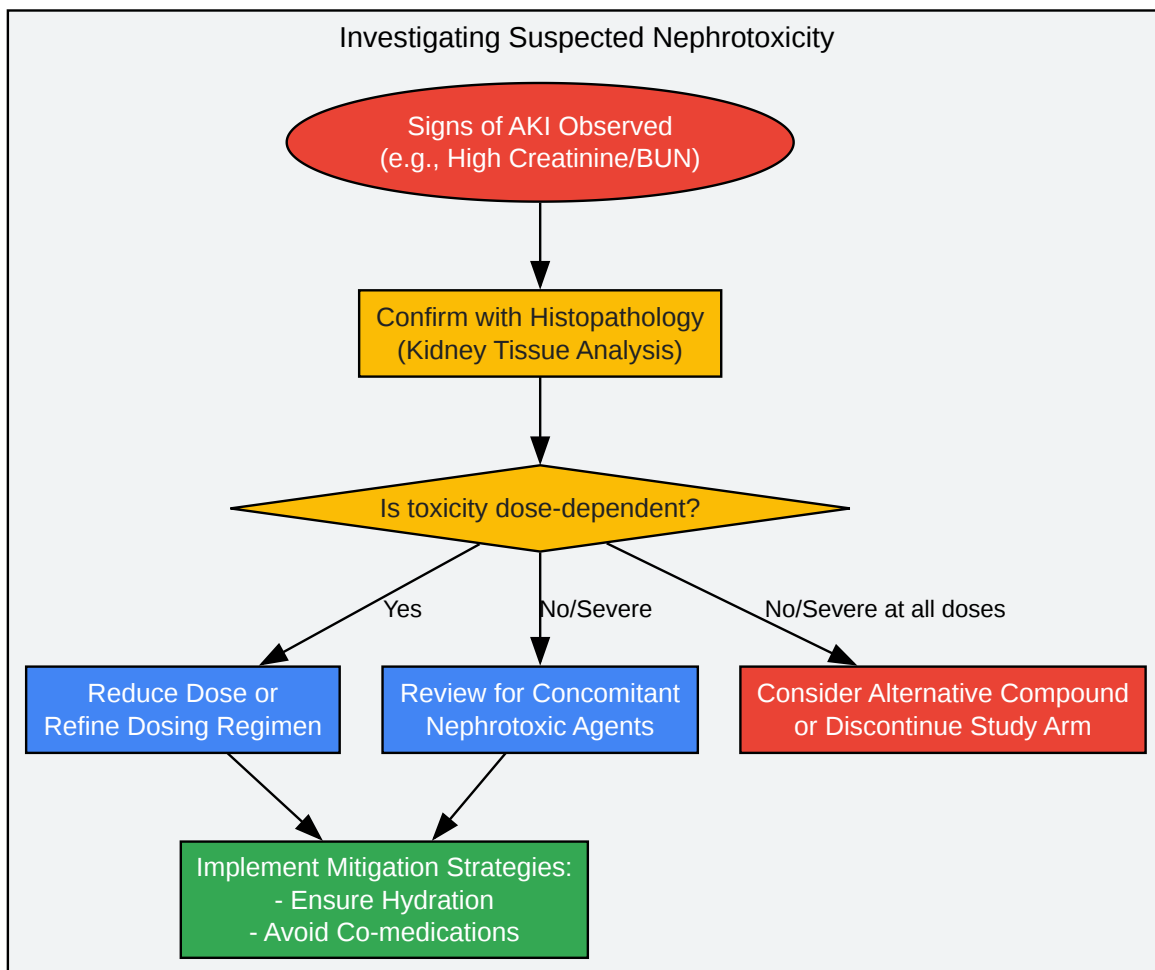 Investigating Suspected Nephrotoxicity
Signs of AKI Observed
(e.g., High Creatinine/BUN)
Confirm with Histopathology
(Kidney Tissue Analysis)
Is toxicity dose-dependent?
Yes
No/Severe
No/Severe at all doses
Reduce Dose or
Refine Dosing Regimen
Review for Concomitant
Nephrotoxic Agents
Consider Alternative Compound
or Discontinue Study Arm
Implement Mitigation Strategies:
- Ensure Hydration
- Avoid Co-medications